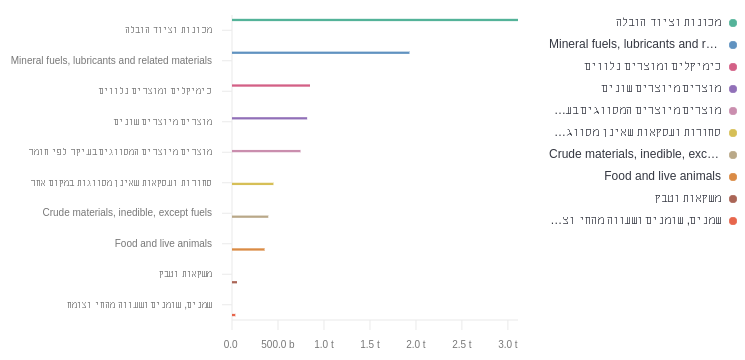 מכונות וציוד הובלה
Mineral fuels, lubricants and related materials
כימיקלים ומוצרים נלווים
מוצרים מיוצרים שונים
מוצרים מיוצרים המסווגים בעיקר לפי חומר
סחורות ועסקאות שאינן מסווגות במקום אחר
Crude materials, inedible, except fuels
Food and live animals
משקאות וטבק
שמנים, שומנים ושעווה מהחי וצומח
0.0 500.0 b 1.0 t 1.5 t 2.0 t 2.5 t 3.0 t
מכונות וציוד הובלה
Mineral fuels, lubricants and r…
כימיקלים ומוצרים נלווים
מוצרים מיוצרים שונים
מוצרים מיוצרים המסווגים בע…
סחורות ועסקאות שאינן מסווג…
Crude materials, inedible, exc…
Food and live animals
משקאות וטבק
שמנים, שומנים ושעווה מהחי וצ…